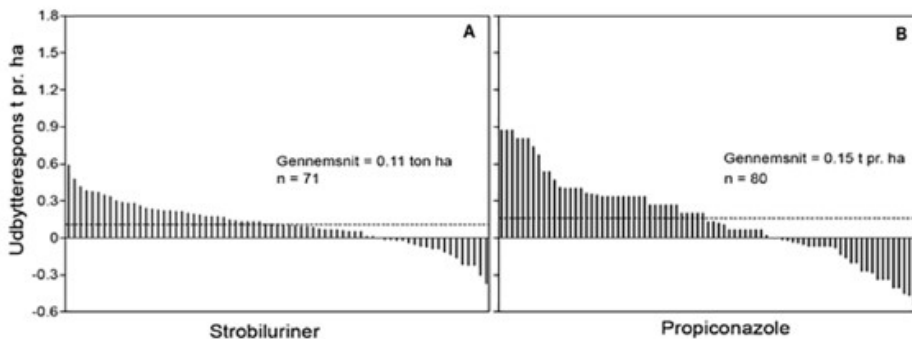 Udbytterespons t pr. ha
1.8
1.5
1.2
0.9
0.6
0.3
0
-0.3
-0.6
A
Gennemsnit = 0.11 ton ha
n = 71
Strobiluriner
B
Gennemsnit = 0.15 t pr. ha
n = 80
Propiconazole